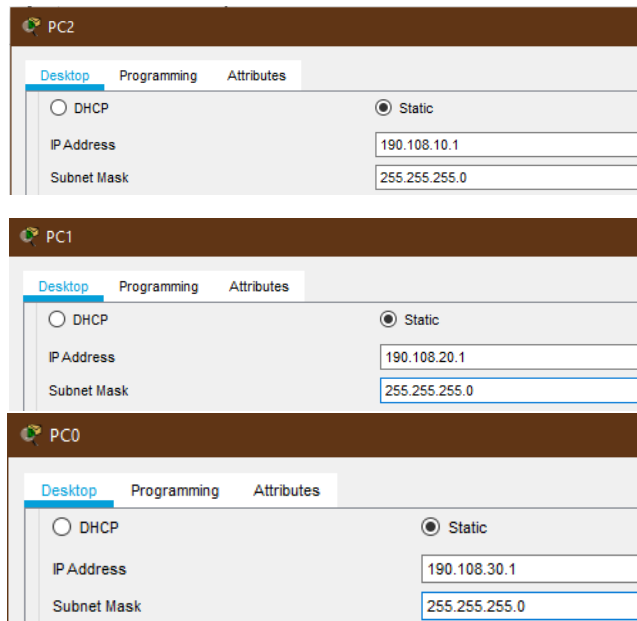 PC2
Desktop Programming Attributes
DHCP Static
IP Address 190.108.10.1
Subnet Mask 255.255.255.0
PC1
Desktop Programming Attributes
DHCP Static
IP Address 190.108.20.1
Subnet Mask 255.255.255.0
PC0
Desktop Programming Attributes
DHCP Static
IP Address 190.108.30.1
Subnet Mask 255.255.255.0